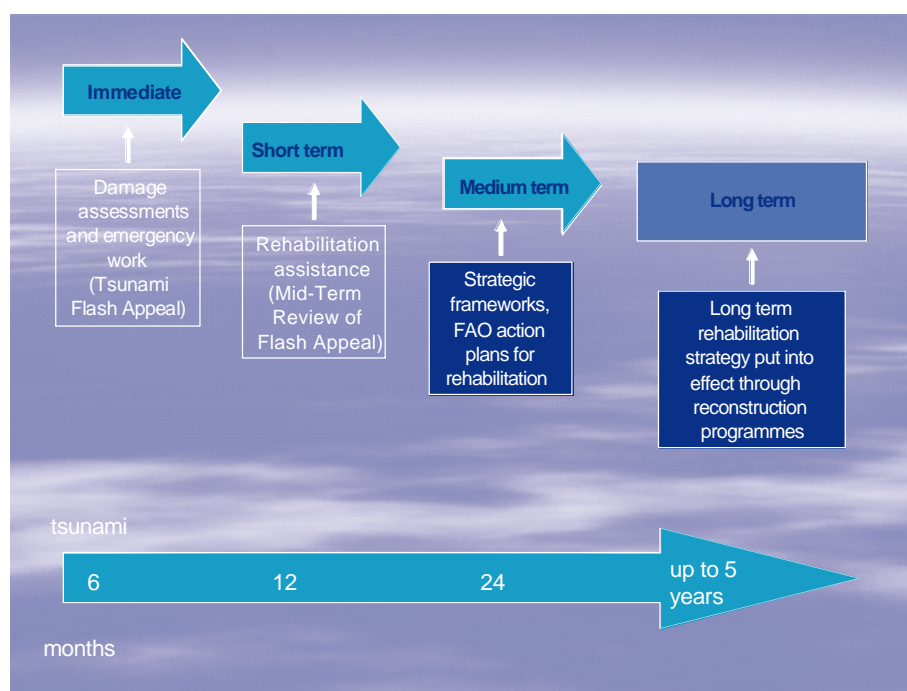 Immediate
Damage
assessments
and emergency
work
(Tsunami
Flash Appeal)
Short term
Rehabilitation
assistance
(Mid-Term
Review of
Flash Appeal)
Medium term
Strategic
frameworks,
FAO action
plans for
rehabilitation
Long term
Long term
rehabilitation
strategy put into
effect through
reconstruction
programmes
tsunami
6 12 24 up to 5
years
months